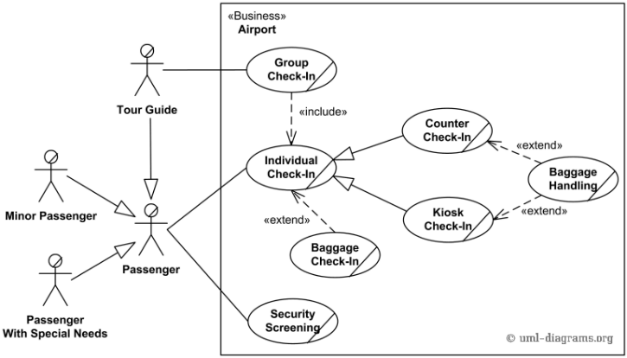 «Business»
Airport
Group
Check-In
Tour Guide
«include»
Counter
Check-In
«extend»
Individual
Check-In
Baggage
Handling
Minor Passenger
«extend»
Kiosk
Check-In
«extend»
Passenger
Baggage
Check-In
Passenger
With Special Needs
Security
Screening
© uml-diagrams.org